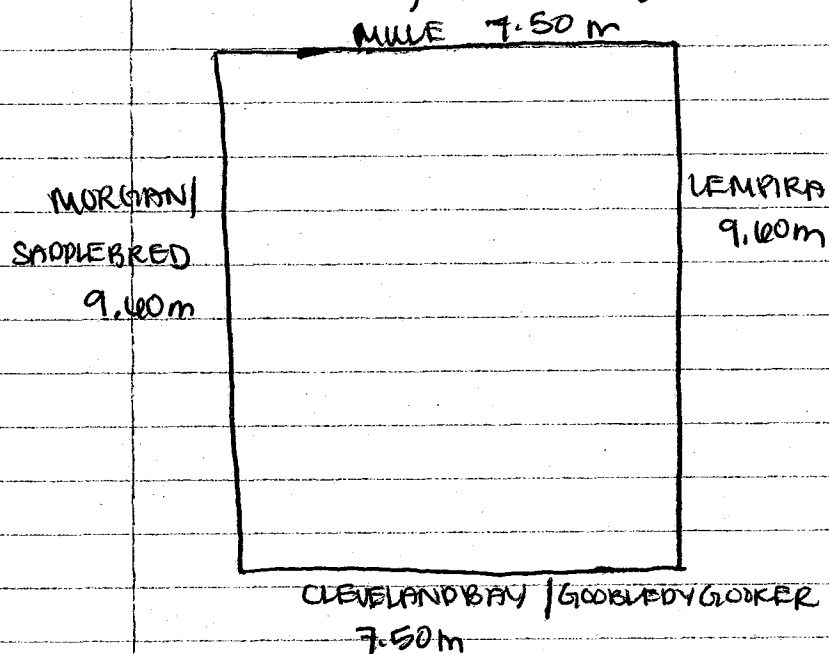 MULE 7.50 m
MORGAN/
SADDLEBRED
9.60m
LEMPIRA
9.60m
CLEVELANDBAY /GOOBLEDYGOOKER
7.50m